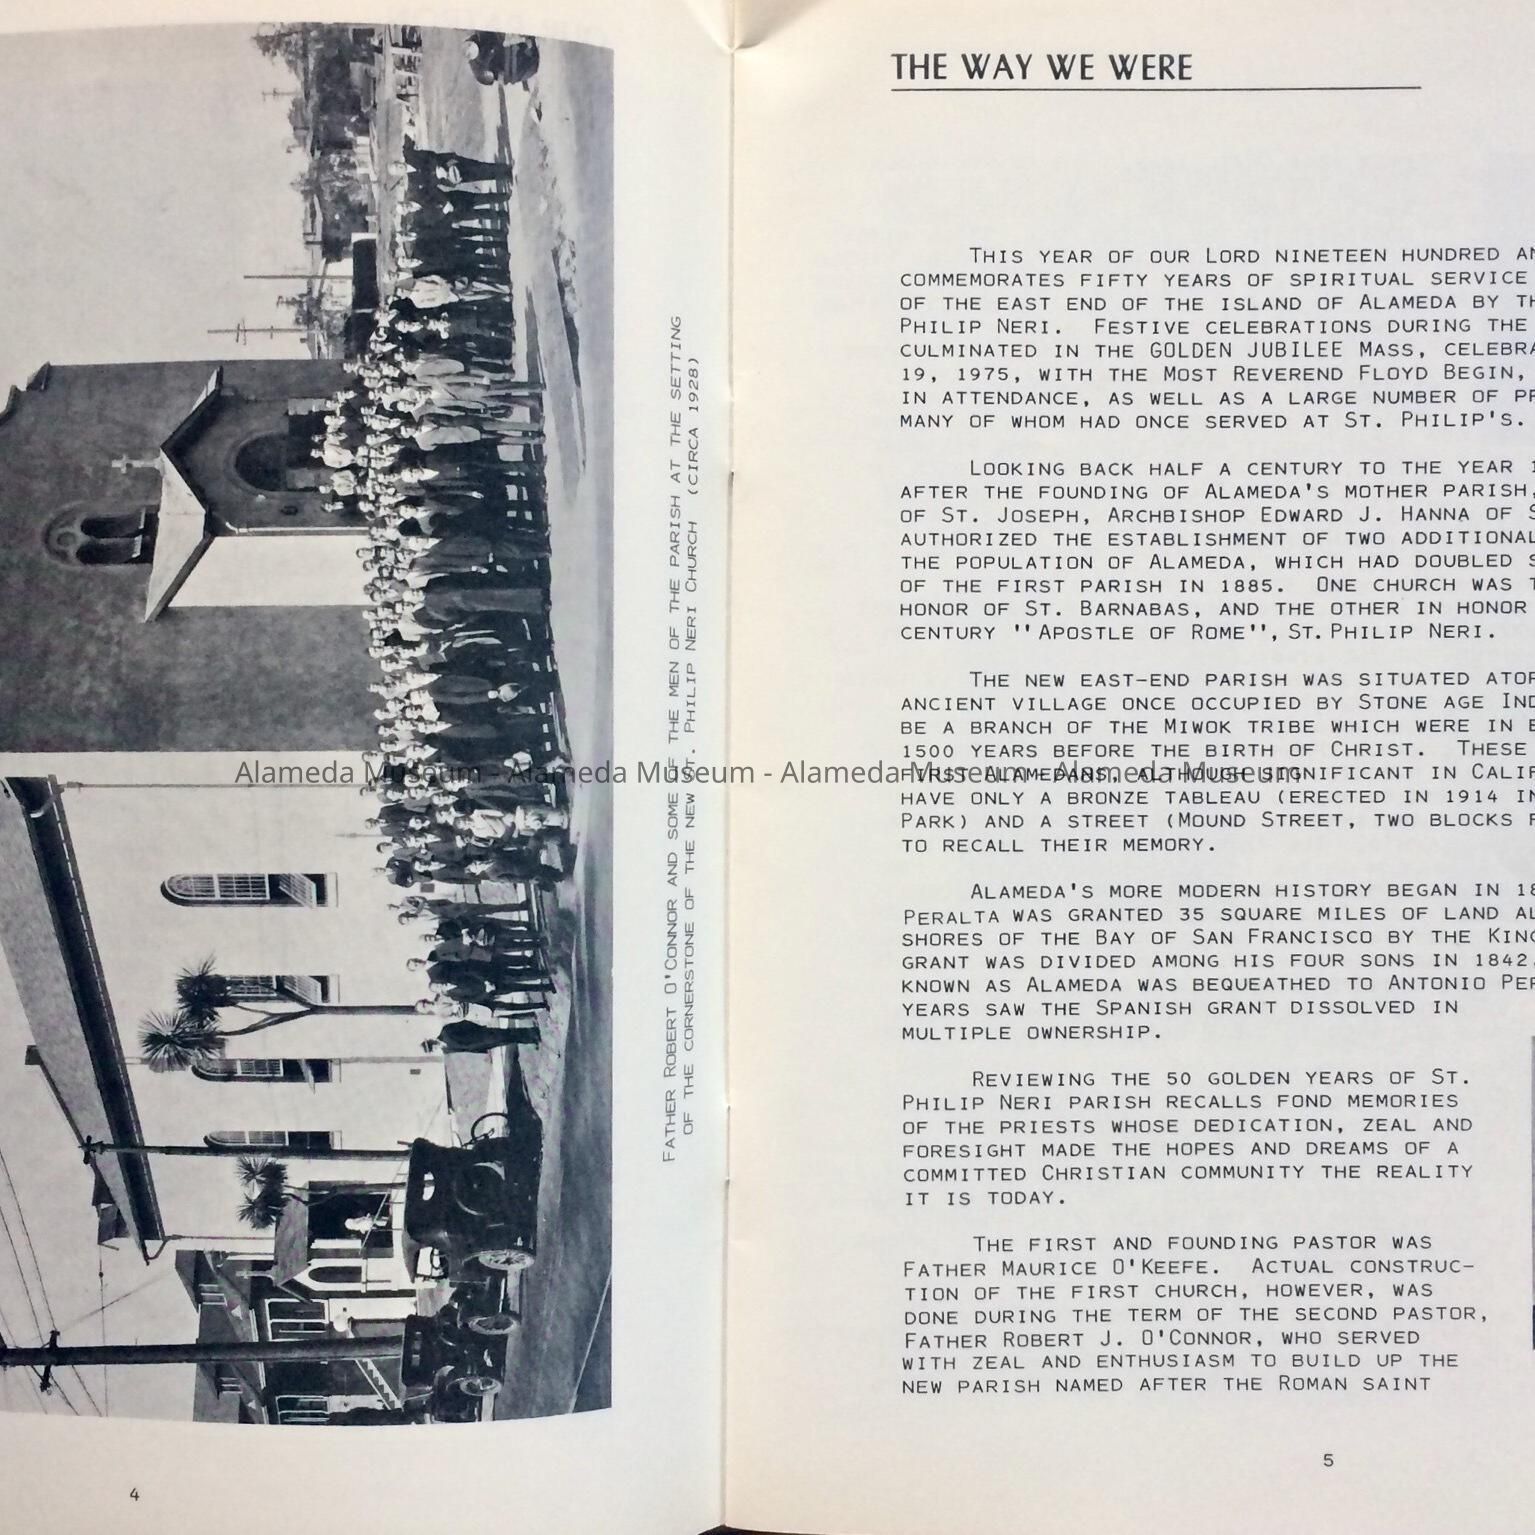 FATHER ROBERT O'CONNOR AND SOME OF THE MEN OF THE PARISH AT THE SETTING
OF THE CORNERSTONE OF THE NEW ST. PHILIP NERI CHURCH (CIRCA 1928)
4
THE WAY WE WERE
THIS YEAR OF OUR LORD NINETEEN HUNDRED
COMMEMORATES FIFTY YEARS OF SPIRITUAL SERVICE
OF THE EAST END OF THE ISLAND OF ALAMEDA BY
PHILIP NERI. FESTIVE CELEBRATIONS DURING THE
CULMINATED IN THE GOLDEN JUBILEE MASS,
19, 1975, WITH THE MOST REVEREND FLOYD BEGIN,
IN ATTENDANCE, AS WELL AS A LARGE NUMBER OF
MANY OF WHOM HAD ONCE SERVED AT ST. PHILIP'S.
LOOKING BACK HALF A CENTURY TO THE YEAR
AFTER THE FOUNDING OF ALAMEDA'S MOTHER PARISH,
OF ST. JOSEPH, ARCHBISHOP EDWARD J. HANNA OF
AUTHORIZED THE ESTABLISHMENT OF TWO ADDITIONAL
THE POPULATION OF ALAMEDA, WHICH HAD DOUBLED
OF THE FIRST PARISH IN 1885. ONE CHURCH WAS
HONOR OF ST. BARNABAS, AND THE OTHER IN HONOR
CENTURY "APOSTLE OF ROME", ST. PHILIP NERI.
THE NEW EAST-END PARISH WAS SITUATED
ANCIENT VILLAGE ONCE OCCUPIED BY STONE AGE
BE A BRANCH OF THE MIWOK TRIBE WHICH WERE IN
1500 YEARS BEFORE THE BIRTH OF CHRIST. THESE
FIRST ALAMEDANS, ALTHOUGH SIGNIFICANT IN
Alameda Museum - Alameda Museum - Alameda Museum - Alameda Museum
HAVE ONLY A BRONZE TABLEAU (ERECTED IN 1914 IN
PARK) AND A STREET (MOUND STREET, TWO BLOCKS
TO RECALL THEIR MEMORY.
ALAMEDA'S MORE MODERN HISTORY BEGAN IN
PERALTA WAS GRANTED 35 SQUARE MILES OF LAND
SHORES OF THE BAY OF SAN FRANCISCO BY THE
GRANT WAS DIVIDED AMONG HIS FOUR SONS IN 1842.
KNOWN AS ALAMEDA WAS BEQUEATHED TO ANTONIO
YEARS SAW THE SPANISH GRANT DISSOLVED IN
MULTIPLE OWNERSHIP.
REVIEWING THE 50 GOLDEN YEARS OF ST.
PHILIP NERI PARISH RECALLS FOND MEMORIES
OF THE PRIESTS WHOSE DEDICATION, ZEAL AND
FORESIGHT MADE THE HOPES AND DREAMS OF A
COMMITTED CHRISTIAN COMMUNITY THE REALITY
IT IS TODAY.
THE FIRST AND FOUNDING PASTOR WAS
FATHER MAURICE O'KEEFE. ACTUAL CONSTRUC-
TION OF THE FIRST CHURCH, HOWEVER, WAS
DONE DURING THE TERM OF THE SECOND PASTOR,
FATHER ROBERT J. O'CONNOR, WHO SERVED
WITH ZEAL AND ENTHUSIASM TO BUILD UP THE
NEW PARISH NAMED AFTER THE ROMAN SAINT
5